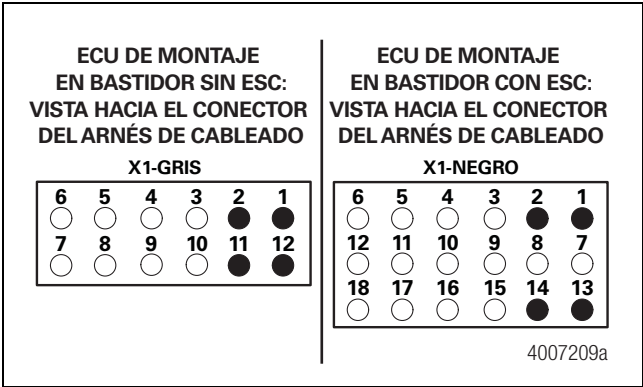 ECU DE MONTAJE
EN BASTIDOR SIN ESC:
VISTA HACIA EL CONECTOR
DEL ARNÉS DE CABLEADO
X1-GRIS
6 5 4 3 2 1
7 8 9 10 11 12
ECU DE MONTAJE
EN BASTIDOR CON ESC:
VISTA HACIA EL CONECTOR
DEL ARNÉS DE CABLEADO
X1-NEGRO
6 5 4 3 2 1
12 11 10 9 8 7
18 17 16 15 14 13
4007209a